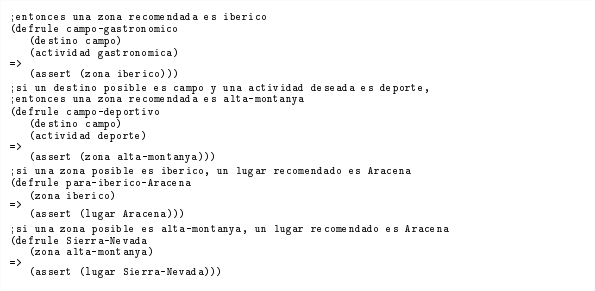 ;entonces una zona recomendada es iberico
(defrule campo-gastronomico
   (destino campo)
   (actividad gastronomica)
=>
   (assert (zona iberico)))
;si un destino posible es campo y una actividad deseada es deporte,
;entonces una zona recomendada es alta-montanya
(defrule campo-deportivo
   (destino campo)
   (actividad deporte)
=>
   (assert (zona alta-montanya)))
;si una zona posible es iberico, un lugar recomendado es Aracena
(defrule para-iberico-Aracena
   (zona iberico)
=>
   (assert (lugar Aracena)))
;si una zona posible es alta-montanya, un lugar recomendado es Aracena
(defrule Sierra-Nevada
   (zona alta-montanya)
=>
   (assert (lugar Sierra-Nevada)))